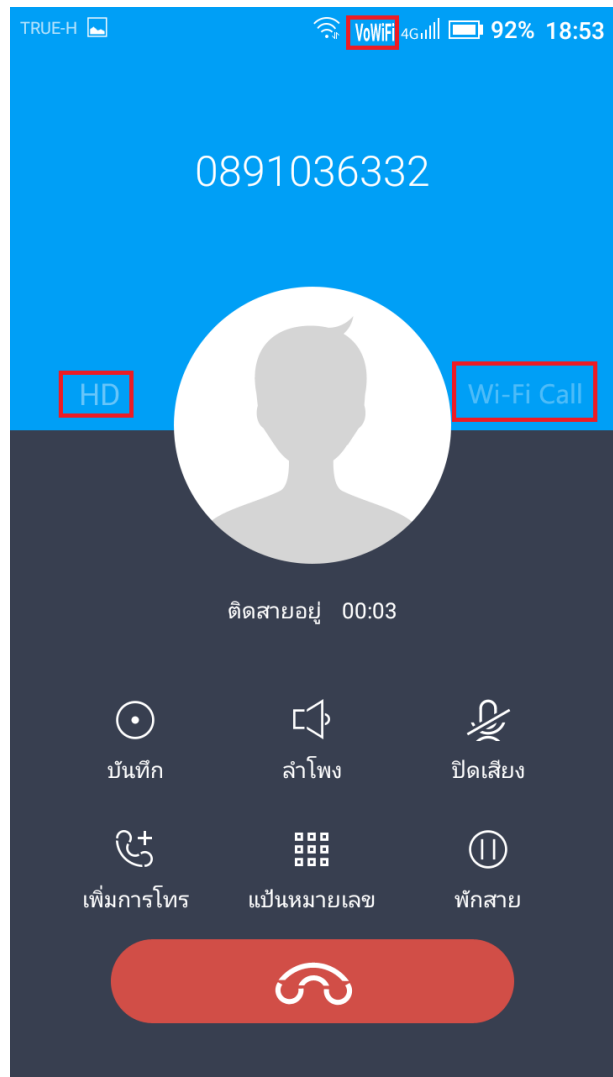 TRUE-H VoWiFi 4G 92% 18:53
0891036332
HD Wi-Fi Call
ติดสายอยู่ 00:03
บันทึก ลำโพง ปิดเสียง
เพิ่มการโทร แป้นหมายเลข พักสาย